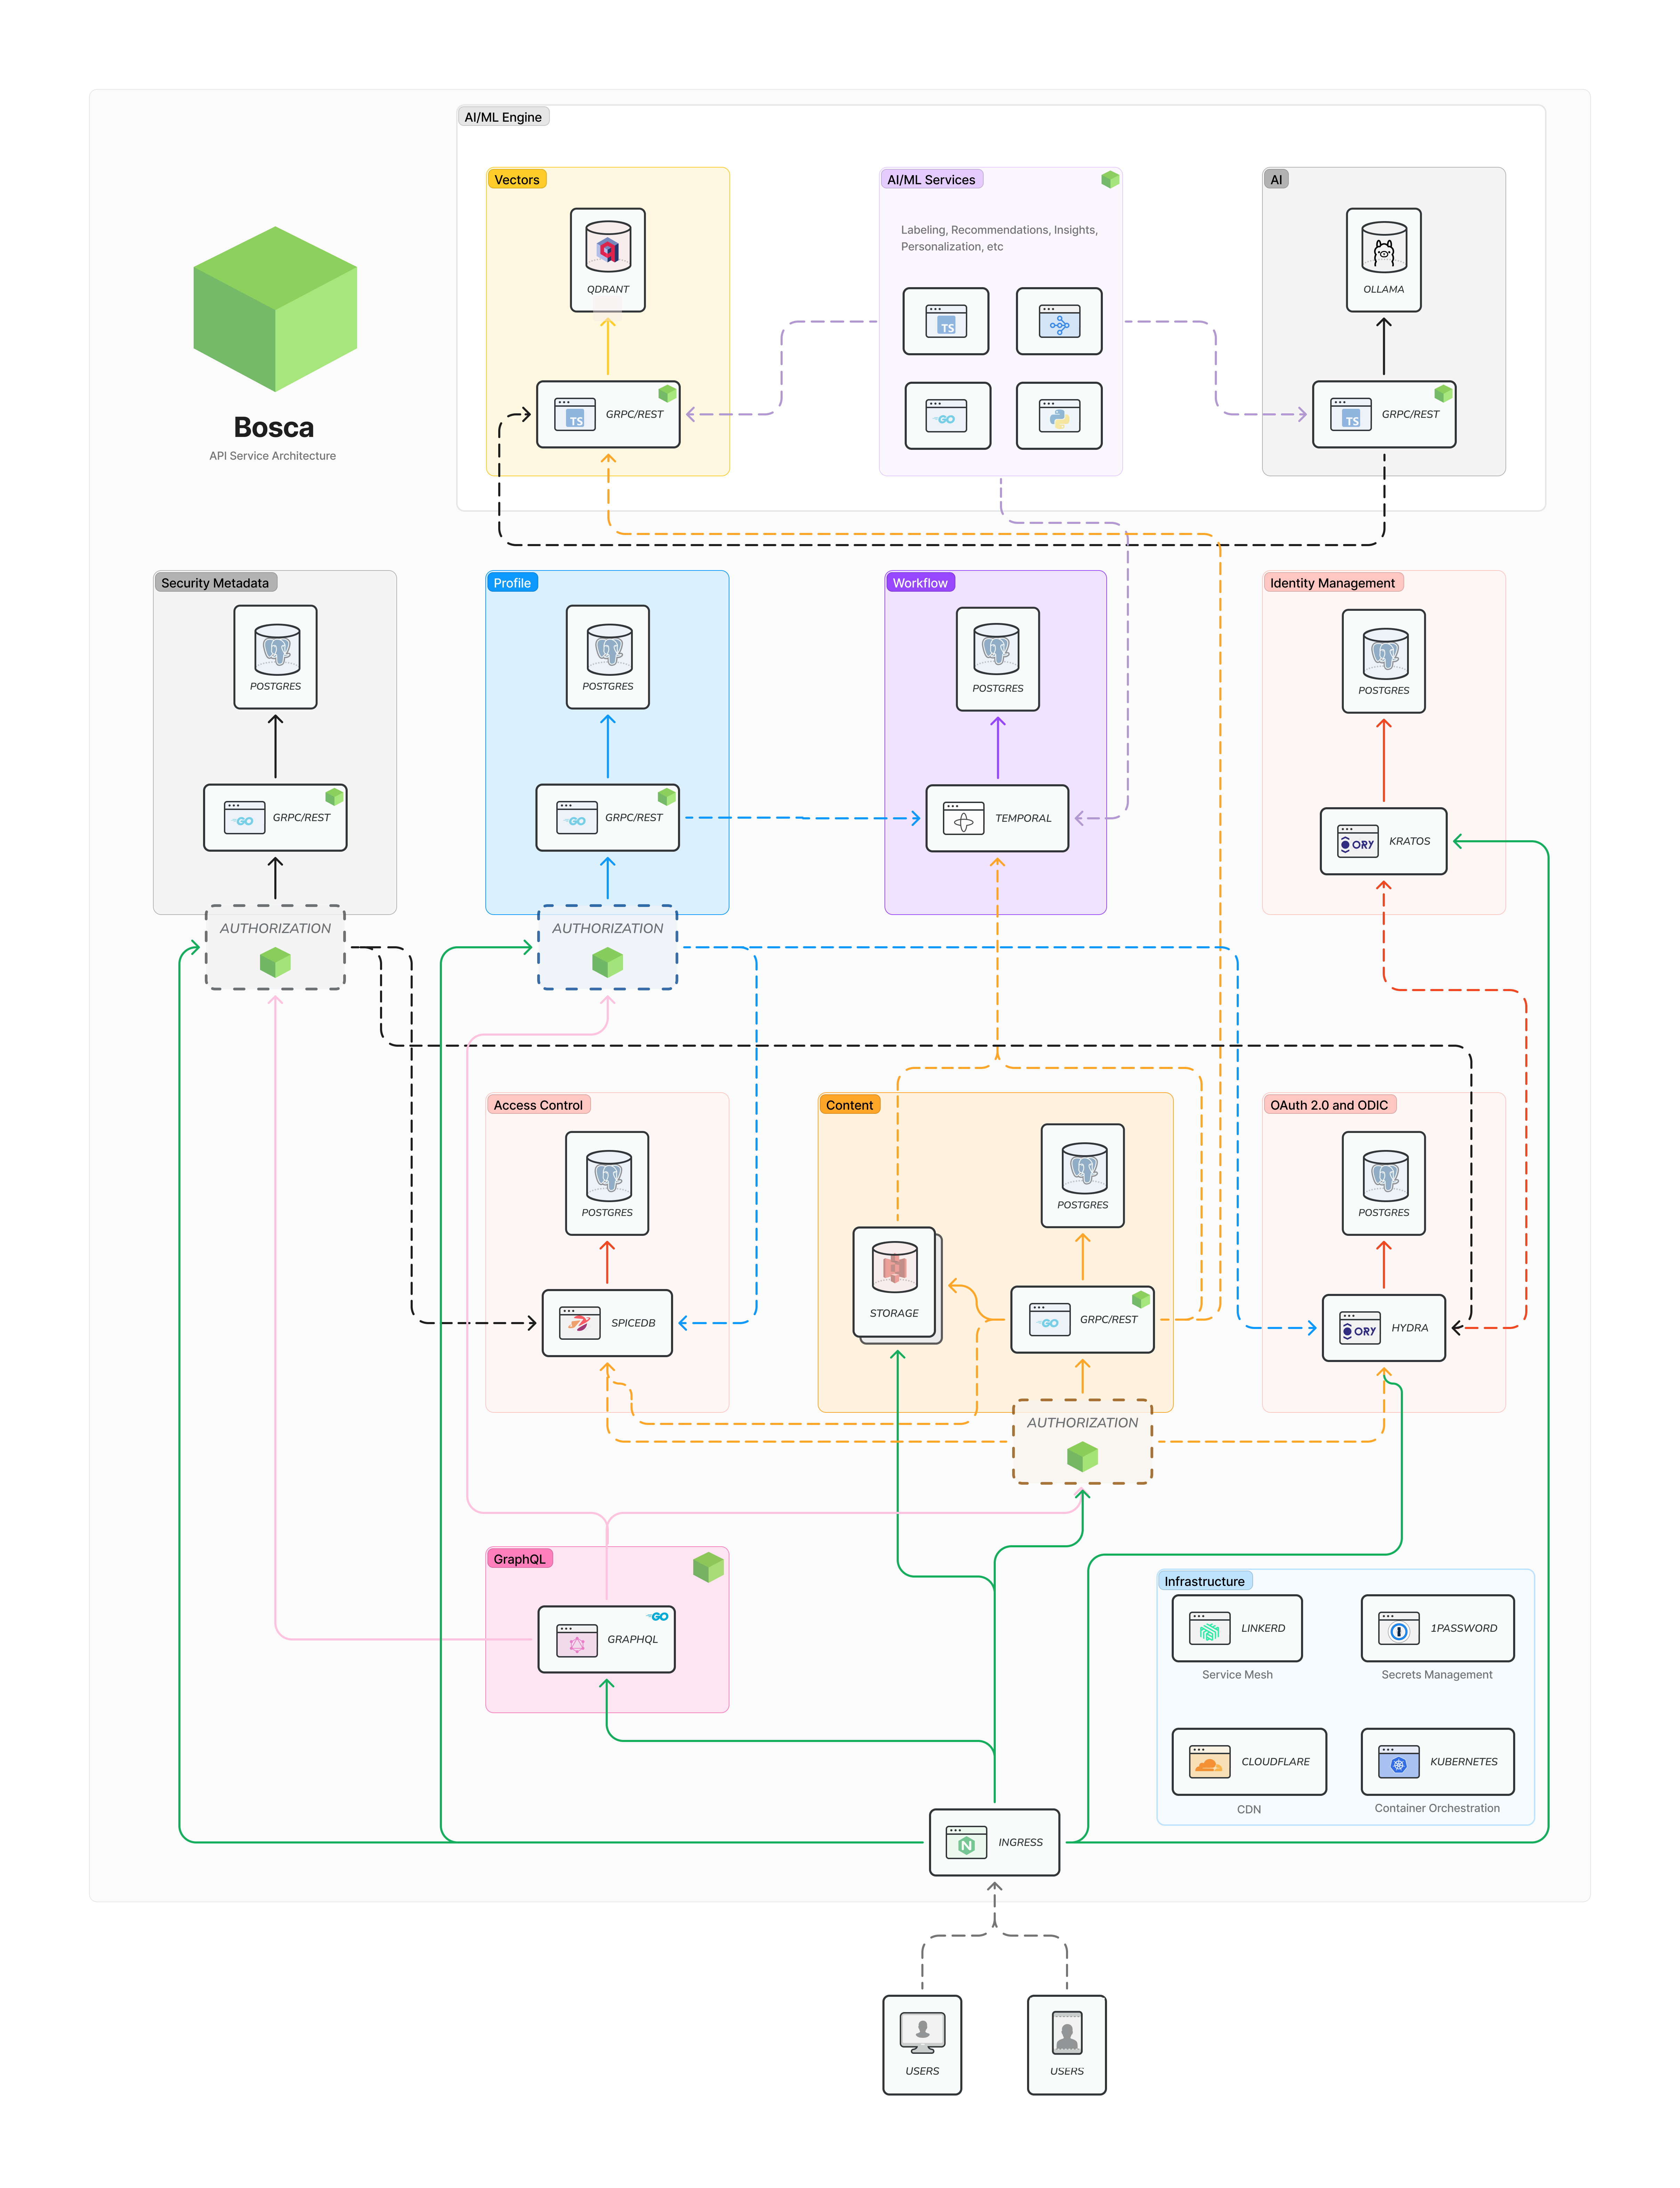 AI/ML Engine
Vectors
AI/ML Services
AI
Labeling, Recommendations, Insights,
Personalization, etc
QDRANT
OLLAMA
TS
TS
GRPC/REST
GO
TS
GRPC/REST
Bosca
API Service Architecture
Security Metadata
Profile
Workflow
Identity Management
POSTGRES
POSTGRES
POSTGRES
POSTGRES
GO
GRPC/REST
GO
GRPC/REST
TEMPORAL
ORY
KRATOS
AUTHORIZATION
AUTHORIZATION
Access Control
Content
OAuth 2.0 and ODIC
POSTGRES
POSTGRES
POSTGRES
STORAGE
SPICEDB
GO
GRPC/REST
ORY
HYDRA
AUTHORIZATION
GraphQL
GO
GRAPHQL
Infrastructure
LINKERD
1PASSWORD
Service Mesh
Secrets Management
CLOUDFLARE
KUBERNETES
CDN
Container Orchestration
N
INGRESS
USERS
USERS